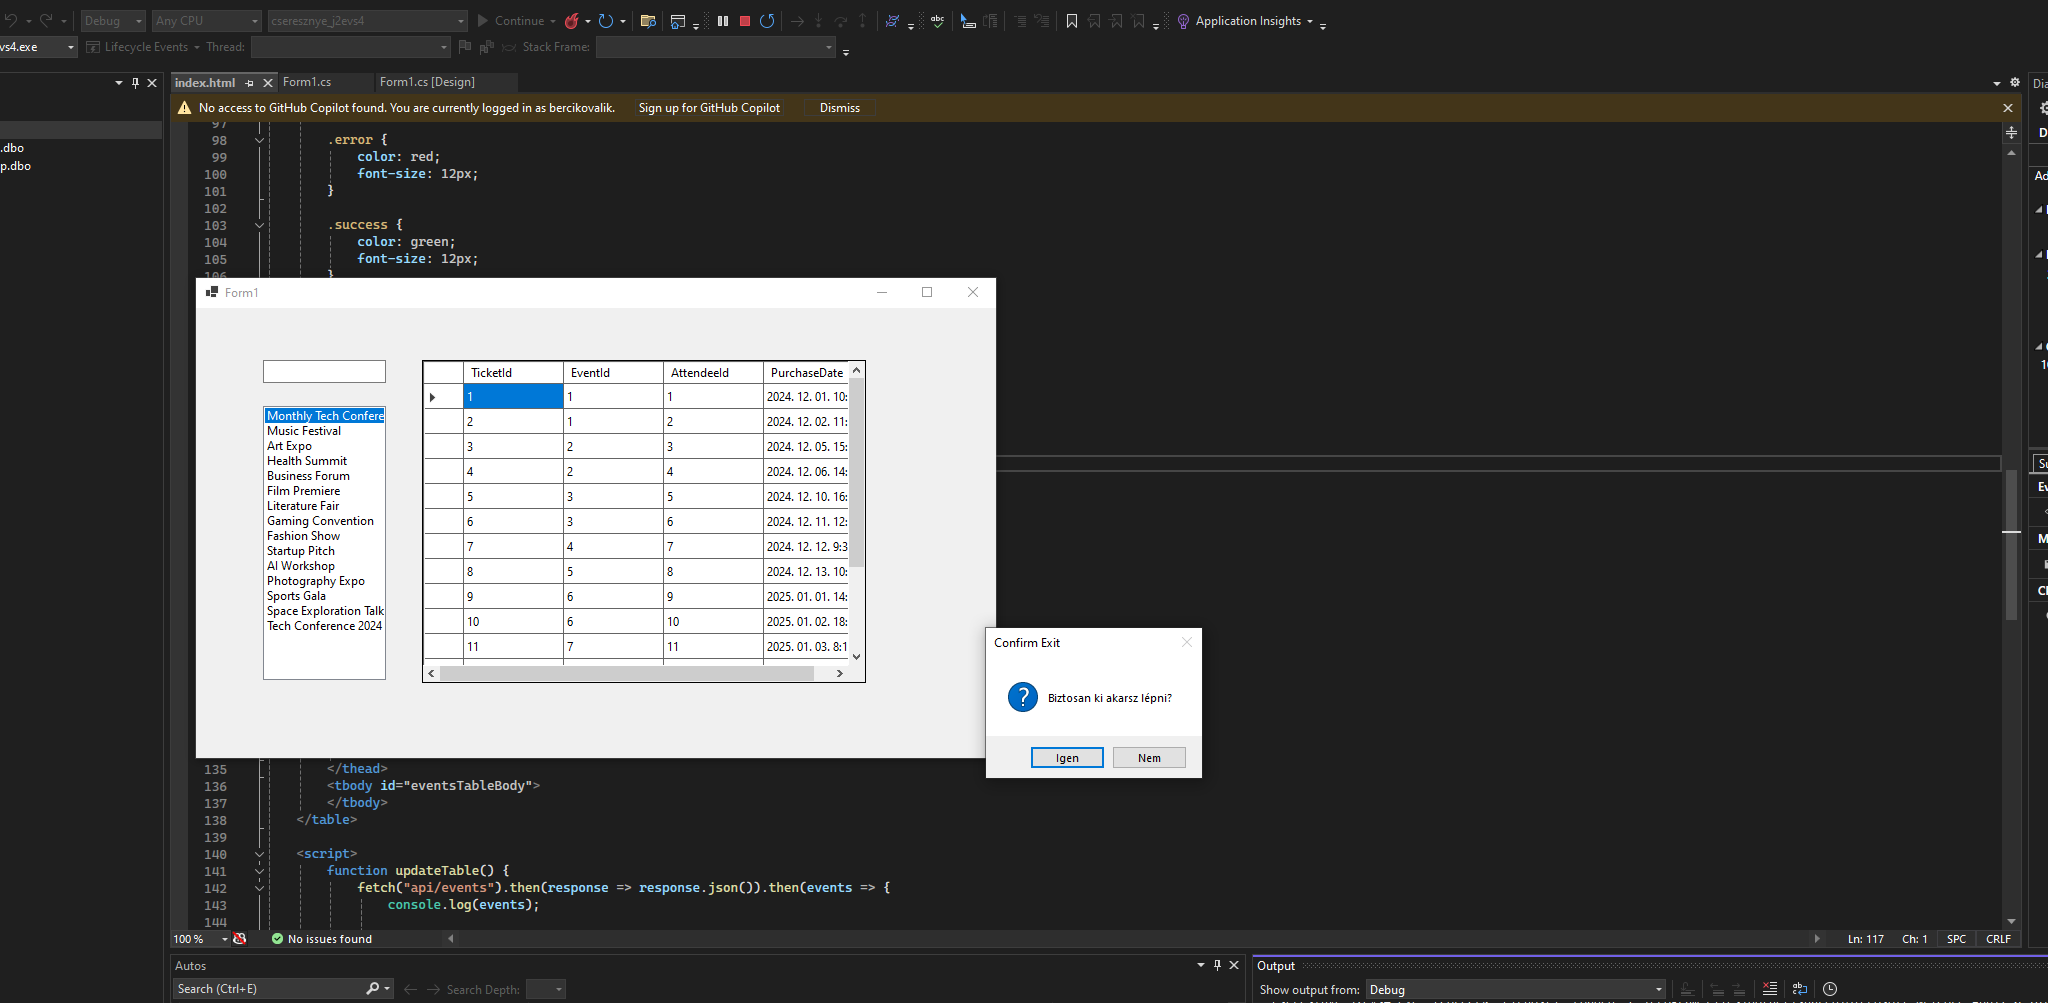 Debug
Any CPU
cseresznye_j2evs4
Continue
Application Insights
vs4.exe
Lifecycle Events
Thread:
Stack Frame:
index.html
Form1.cs
Form1.cs [Design]
No access to GitHub Copilot found. You are currently logged in as bercikovalik.
Sign up for GitHub Copilot
Dismiss
.dbo
p.dbo
97
98 .error {
99 color: red;
100 font-size: 12px;
101 }
102
103 .success {
104 color: green;
105 font-size: 12px;
106 }
Form1
TicketId EventId AttendeeId PurchaseDate
1 1 1 2024. 12. 01. 10:
2 1 2 2024. 12. 02. 11:
3 2 3 2024. 12. 05. 15:
4 2 4 2024. 12. 06. 14:
5 3 5 2024. 12. 10. 16:
6 3 6 2024. 12. 11. 12:
7 4 7 2024. 12. 12. 9:3
8 5 8 2024. 12. 13. 10:
9 6 9 2025. 01. 01. 14:
10 6 10 2025. 01. 02. 18:
11 7 11 2025. 01. 03. 8:1
Monthly Tech Confere
Music Festival
Art Expo
Health Summit
Business Forum
Film Premiere
Literature Fair
Gaming Convention
Fashion Show
Startup Pitch
AI Workshop
Photography Expo
Sports Gala
Space Exploration Talk
Tech Conference 2024
Confirm Exit
Biztosan ki akarsz lépni?
Igen
Nem
135 </thead>
136 <tbody id="eventsTableBody">
137 </tbody>
138 </table>
139
140 <script>
141 function updateTable() {
142 fetch("api/events").then(response => response.json()).then(events => {
143 console.log(events);
144
100 %
No issues found
Ln: 117
Ch: 1
SPC
CRLF
Autos
Search (Ctrl+E)
Search Depth:
Output
Show output from:
Debug